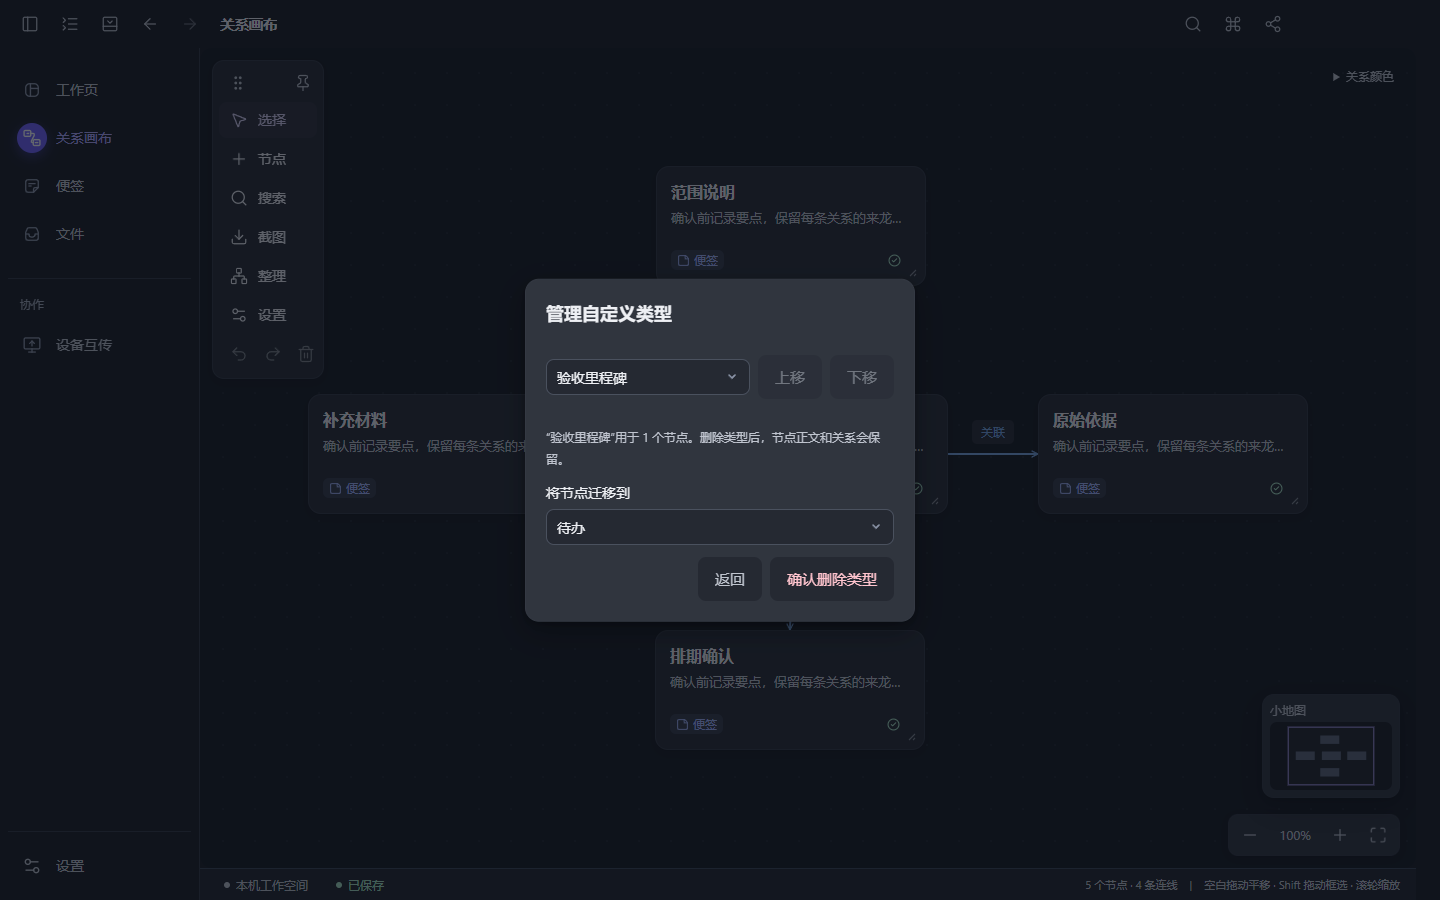 关系画布
工作页
关系画布
便签
文件
协作
设备互传
设置
选择
节点
搜索
截图
整理
设置
关系颜色
范围说明
确认前记录要点，保留每条关系的来龙...
便签
补充材料
确认前记录要点，保留每条关系的来
便签
...
关联
原始依据
确认前记录要点，保留每条关系的来龙...
便签
管理自定义类型
验收里程碑
上移
下移
“验收里程碑”用于 1 个节点。删除类型后，节点正文和关系会保
留。
将节点迁移到
待办
返回
确认删除类型
排期确认
确认前记录要点，保留每条关系的来龙...
便签
小地图
100%
本机工作空间
已保存
5 个节点 · 4 条连线 | 空白拖动平移 · Shift 拖动框选 · 滚轮缩放